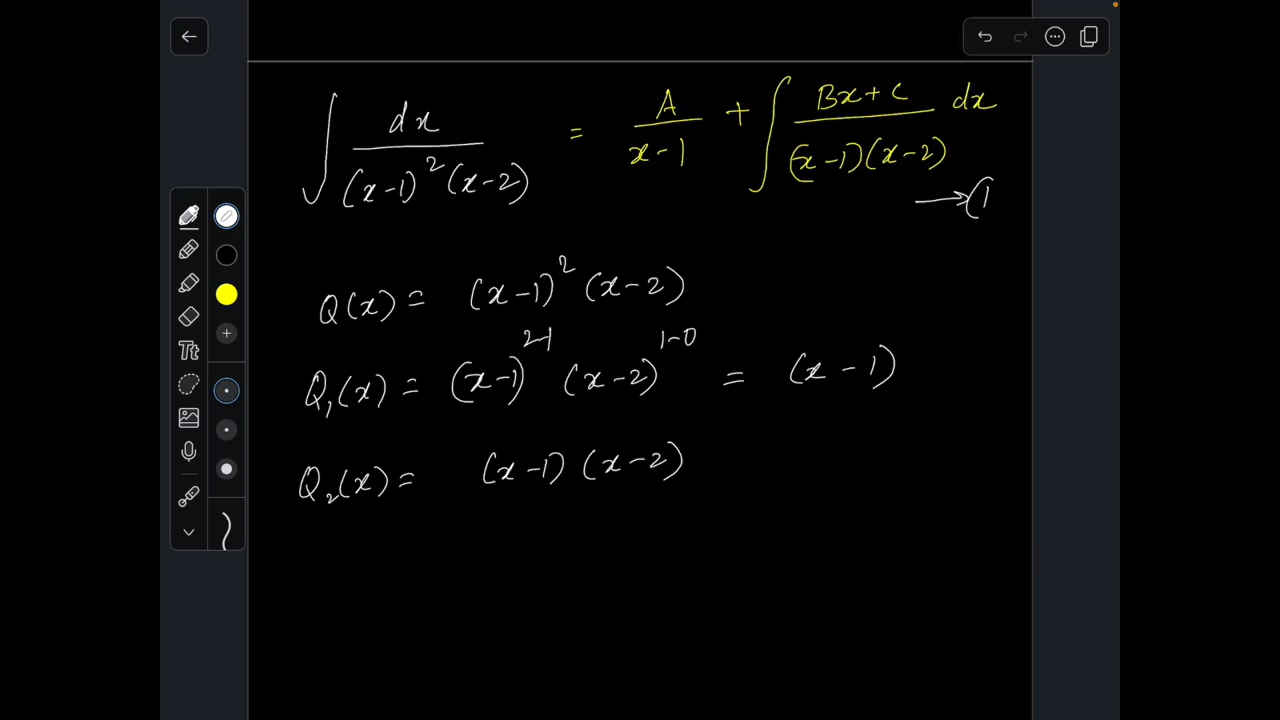 ∫ dx / (x-1)² (x-2) = A / x-1 + ∫ Bx+C / (x-1)(x-2) dx
→(1
Q(x) = (x-1)² (x-2)
Q₁(x) = (x-1)²⁻¹ (x-2)¹⁻⁰ = (x-1)
Q₂(x) = (x-1) (x-2)
Tt